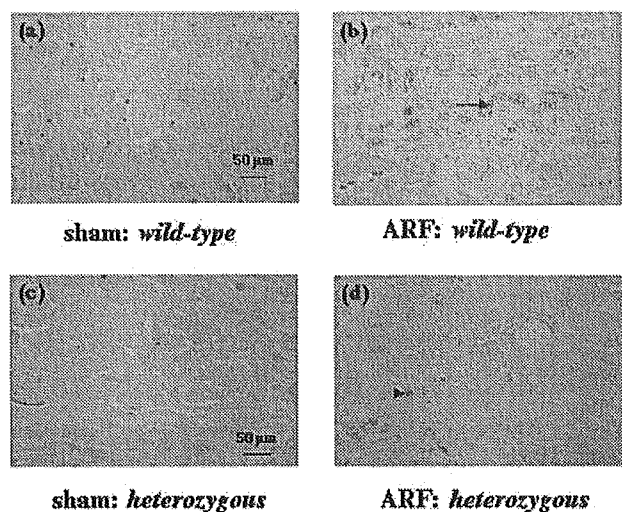 (a)
(b)
50 µm
sham: wild-type
ARF: wild-type
(c)
(d)
50 µm
sham: heterozygous
ARF: heterozygous